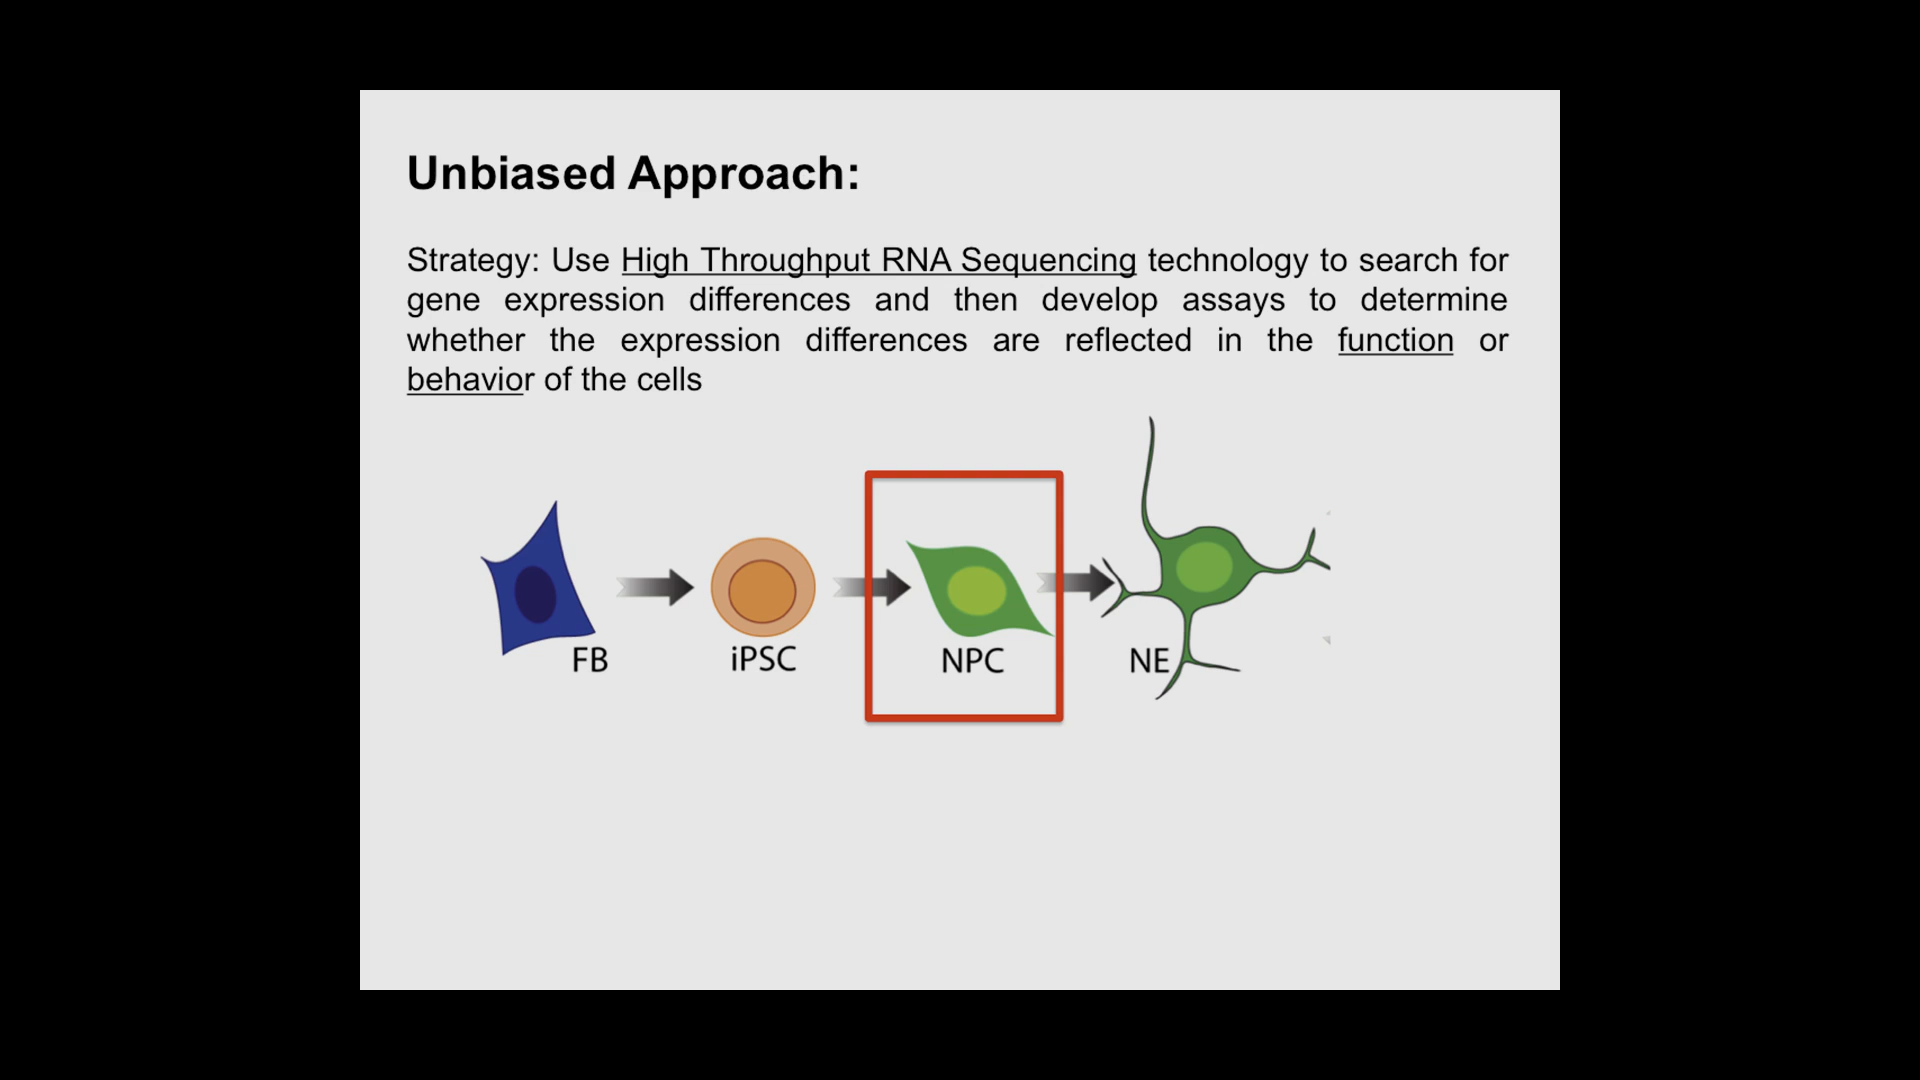 Unbiased Approach:
Strategy: Use High Throughput RNA Sequencing technology to search for
gene expression differences and then develop assays to determine
whether the expression differences are reflected in the function or
behavior of the cells
FB
iPSC
NPC
NE